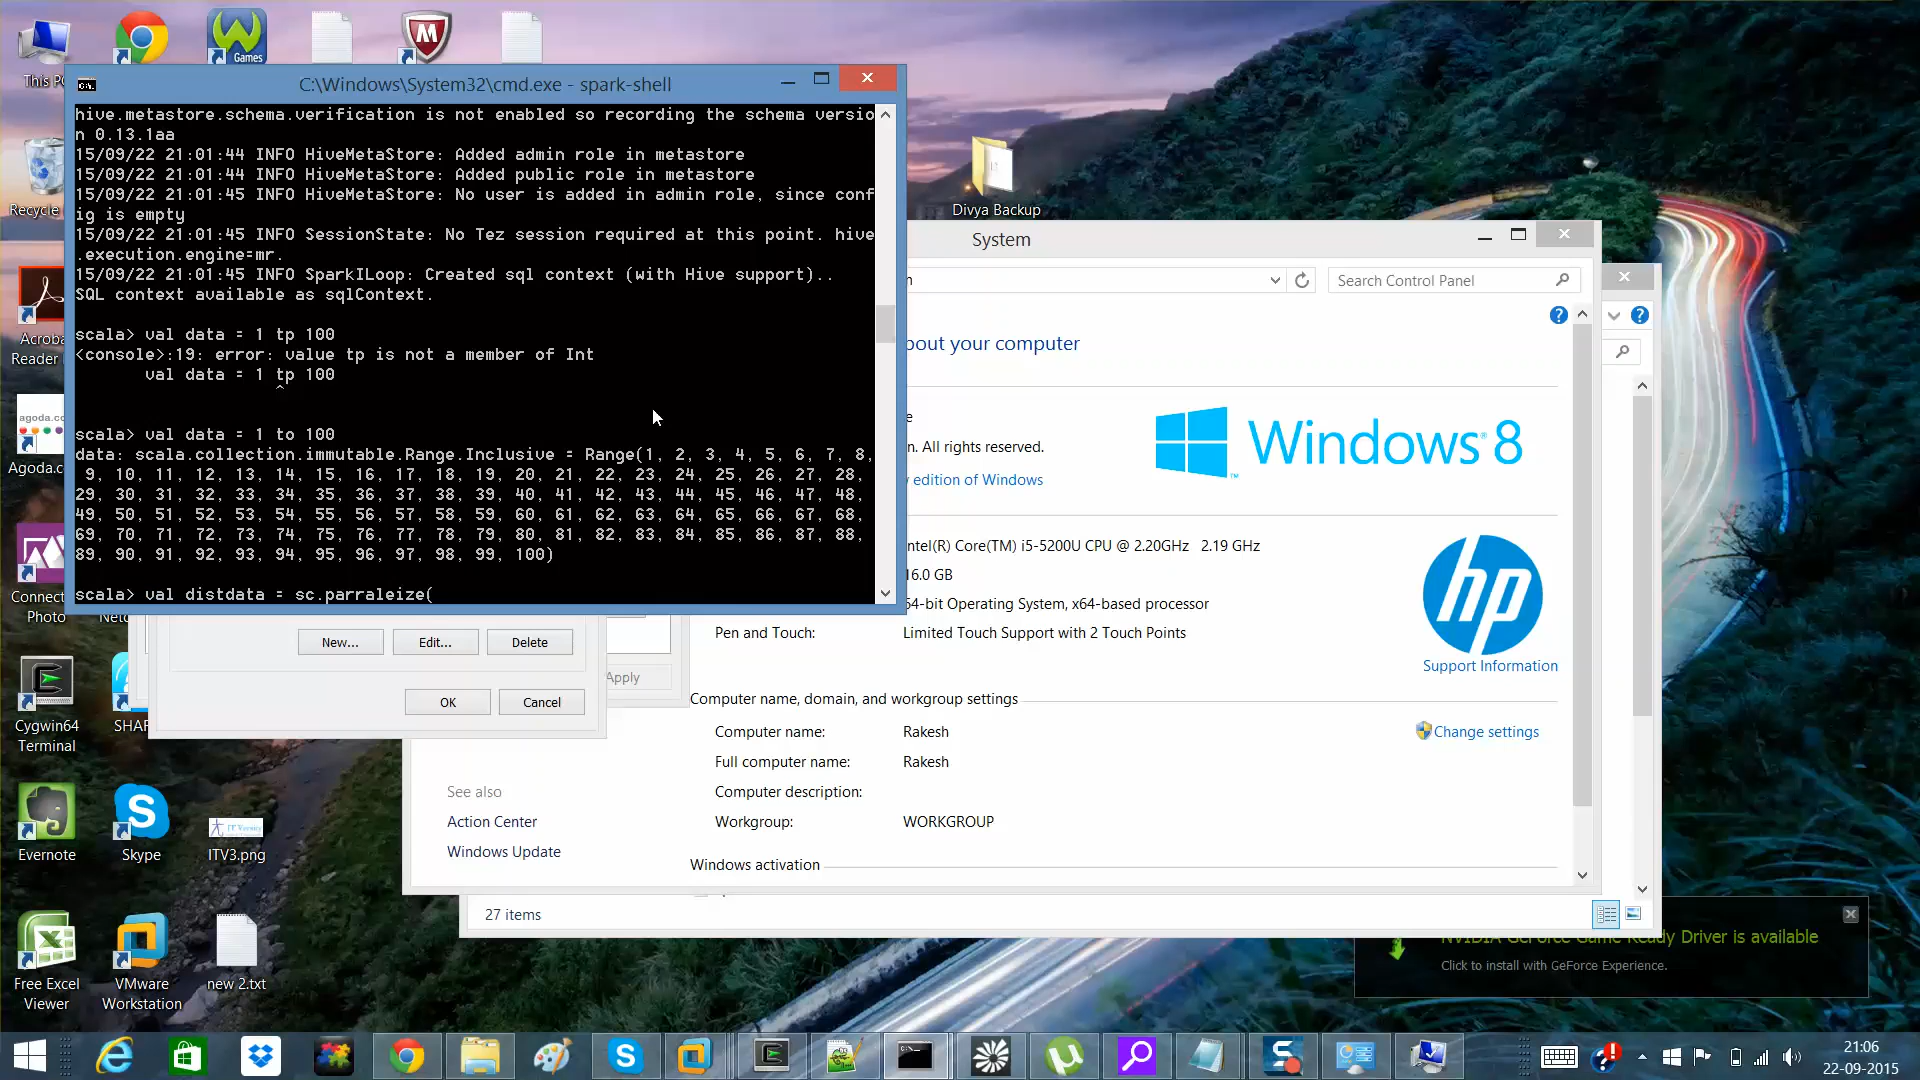 This PC
Games
Recycle
Acrobat
Reader
agoda.co
Agoda.co
Connect
Photo
Netc
Cygwin64
Terminal
SHAR
Evernote
Skype
ITV3.png
Free Excel
Viewer
VMware
Workstation
new 2.txt
Divya Backup
C:\Windows\System32\cmd.exe - spark-shell
hive.metastore.schema.verification is not enabled so recording the schema versio
n 0.13.1aa
15/09/22 21:01:44 INFO HiveMetaStore: Added admin role in metastore
15/09/22 21:01:44 INFO HiveMetaStore: Added public role in metastore
15/09/22 21:01:45 INFO HiveMetaStore: No user is added in admin role, since conf
ig is empty
15/09/22 21:01:45 INFO SessionState: No Tez session required at this point. hive
.execution.engine=mr.
15/09/22 21:01:45 INFO SparkILoop: Created sql context (with Hive support)..
SQL context available as sqlContext.
scala> val data = 1 tp 100
<console>:19: error: value tp is not a member of Int
val data = 1 tp 100
^
scala> val data = 1 to 100
data: scala.collection.immutable.Range.Inclusive = Range(1, 2, 3, 4, 5, 6, 7, 8,
9, 10, 11, 12, 13, 14, 15, 16, 17, 18, 19, 20, 21, 22, 23, 24, 25, 26, 27, 28,
29, 30, 31, 32, 33, 34, 35, 36, 37, 38, 39, 40, 41, 42, 43, 44, 45, 46, 47, 48,
49, 50, 51, 52, 53, 54, 55, 56, 57, 58, 59, 60, 61, 62, 63, 64, 65, 66, 67, 68,
69, 70, 71, 72, 73, 74, 75, 76, 77, 78, 79, 80, 81, 82, 83, 84, 85, 86, 87, 88,
89, 90, 91, 92, 93, 94, 95, 96, 97, 98, 99, 100)
scala> val distdata = sc.parraleize(
New... Edit... Delete
Apply
OK Cancel
System
Search Control Panel
bout your computer
n. All rights reserved.
edition of Windows
Windows 8
ntel(R) Core(TM) i5-5200U CPU @ 2.20GHz 2.19 GHz
16.0 GB
64-bit Operating System, x64-based processor
Pen and Touch: Limited Touch Support with 2 Touch Points
hp
Support Information
Computer name, domain, and workgroup settings
Computer name: Rakesh
Change settings
Full computer name: Rakesh
Computer description:
Workgroup: WORKGROUP
Windows activation
See also
Action Center
Windows Update
27 items
NVIDIA GeForce Game Ready Driver is available
Click to install with GeForce Experience.
21:06
22-09-2015